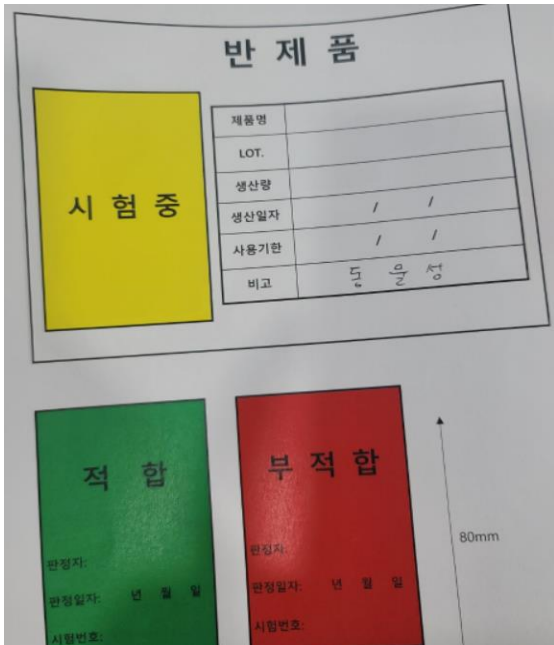 반 제 품
시 험 중
제품명
LOT.
생산량
생산일자 / /
사용기한 / /
비고 동 물 성
적 합
판정자:
판정일자: 년 월 일
시험번호:
부 적 합
판정자:
판정일자: 년 월 일
시험번호:
80mm